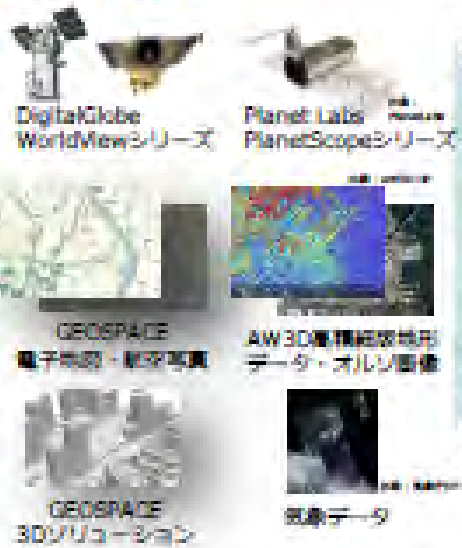 DigitalGlobe
WorldViewシリーズ
Planet Labs
PlanetScopeシリーズ
GEOSPACE
電子地図・航空写真
AW3D高精細版地形
データ・オルソ画像
GEOSPACE
3Dソリューション
気象データ